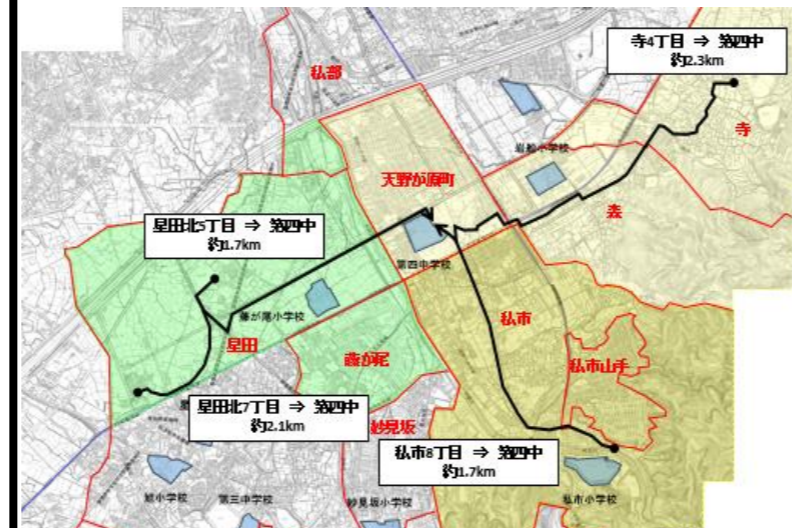 寺4丁目 ⇒ 第四中
約2.3km
私部
寺
岩船小学校
天野が原町
森
星田北5丁目 ⇒ 第四中
約1.7km
第四中学校
藤が尾小学校
私市
星田
藤が尾
私市山手
星田北7丁目 ⇒ 第四中
約2.1km
妙見坂
私市8丁目 ⇒ 第四中
約1.7km
旭小学校
第三中学校
妙見坂小学校
私市小学校